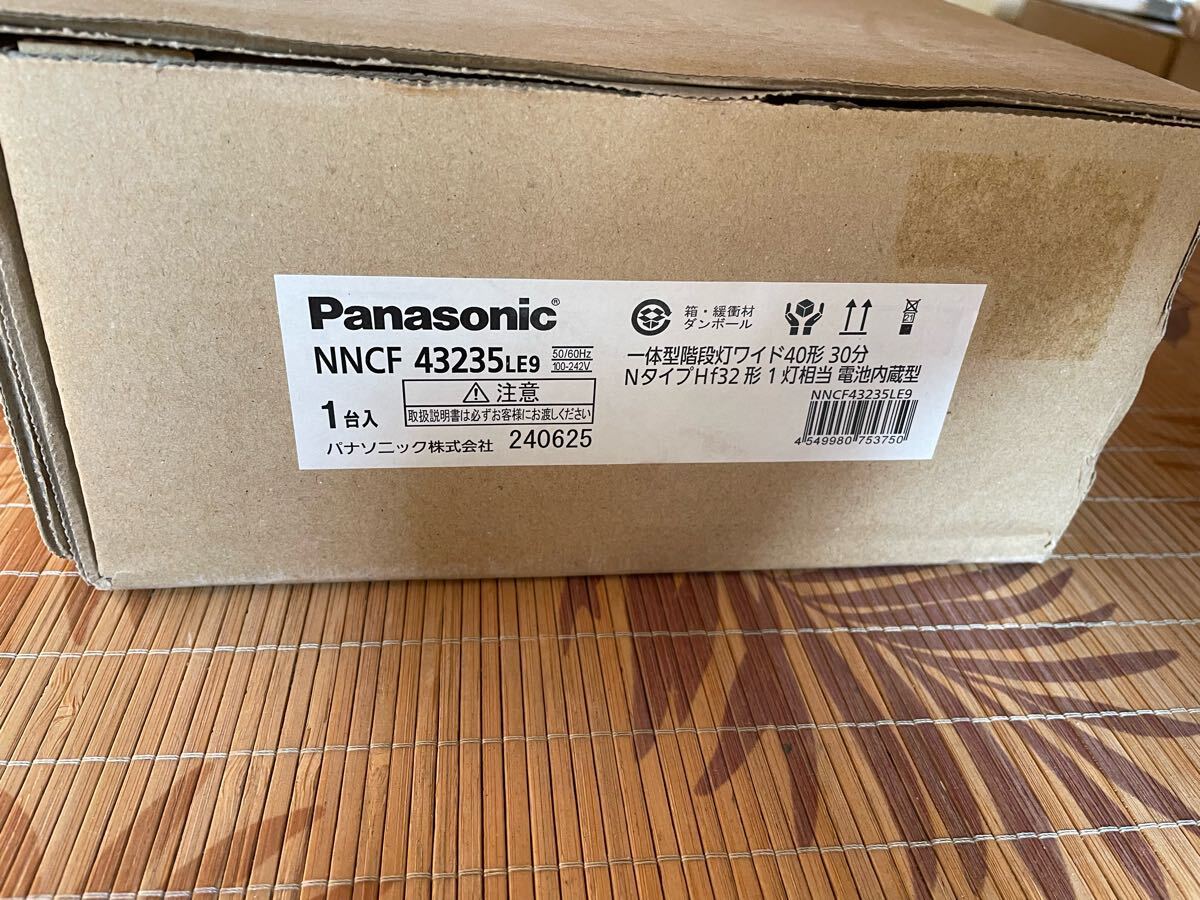 Panasonic®
NNCF 43235LE9 50/60Hz 100-242V
⚠ 注意
取扱説明書は必ずお客様にお渡しください
1台入
パナソニック株式会社 240625
箱・緩衝材
ダンボール
21
一体型階段灯ワイド40形 30分
NタイプHf32形1灯相当 電池内蔵型
NNCF43235LE9
4 549980 753750